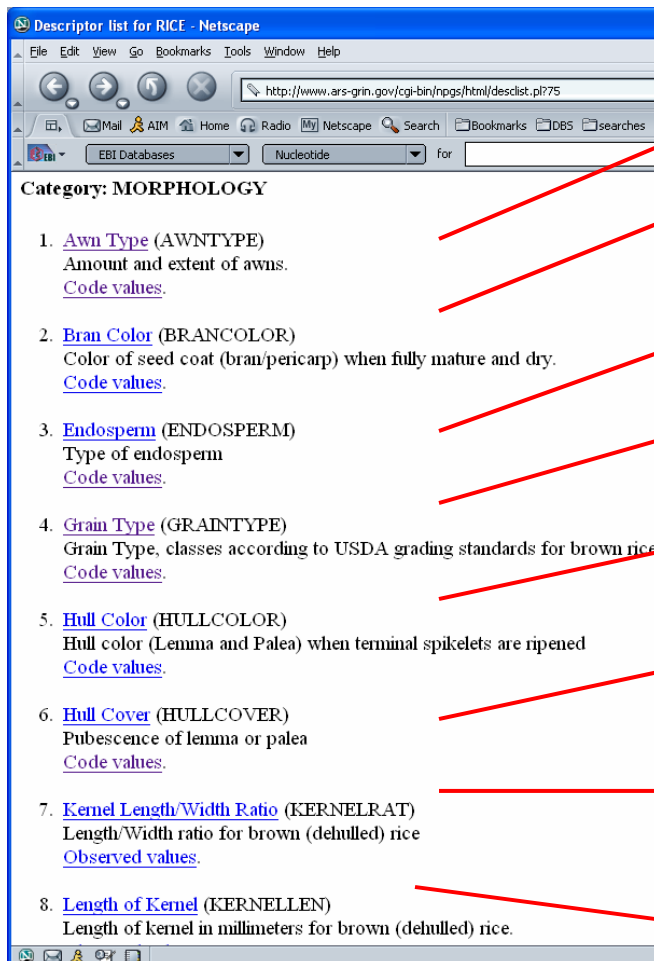 Descriptor list for RICE - Netscape
File Edit View Go Bookmarks Tools Window Help
http://www.ars-grin.gov/cgi-bin/npgs/html/desclist.pl?75
Mail AIM Home Radio My Netscape Search Bookmarks DBS searches
EBI EBI Databases Nucleotide for
Category: MORPHOLOGY
1. Awn Type (AWNTYPE)
Amount and extent of awns.
Code values.
2. Bran Color (BRANCOLOR)
Color of seed coat (bran/pericarp) when fully mature and dry.
Code values.
3. Endosperm (ENDOSPERM)
Type of endosperm
Code values.
4. Grain Type (GRAINTYPE)
Grain Type, classes according to USDA grading standards for brown rice
Code values.
5. Hull Color (HULLCOLOR)
Hull color (Lemma and Palea) when terminal spikelets are ripened
Code values.
6. Hull Cover (HULLCOVER)
Pubescence of lemma or palea
Code values.
7. Kernel Length/Width Ratio (KERNELRAT)
Length/Width ratio for brown (dehulled) rice
Observed values.
8. Length of Kernel (KERNELLEN)
Length of kernel in millimeters for brown (dehulled) rice.